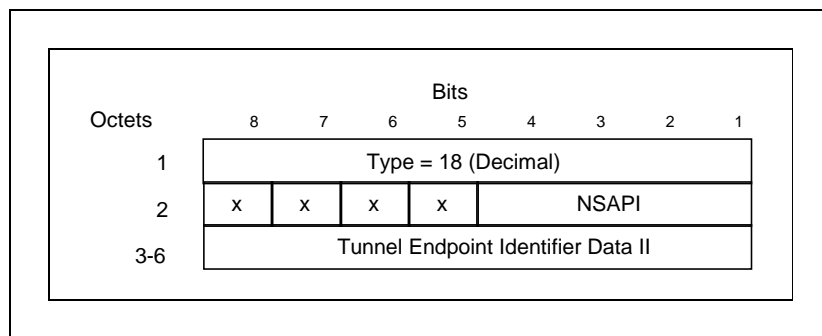 Bits
Octets 8 7 6 5 4 3 2 1
1 Type = 18 (Decimal)
2 x x x x NSAPI
3-6 Tunnel Endpoint Identifier Data II